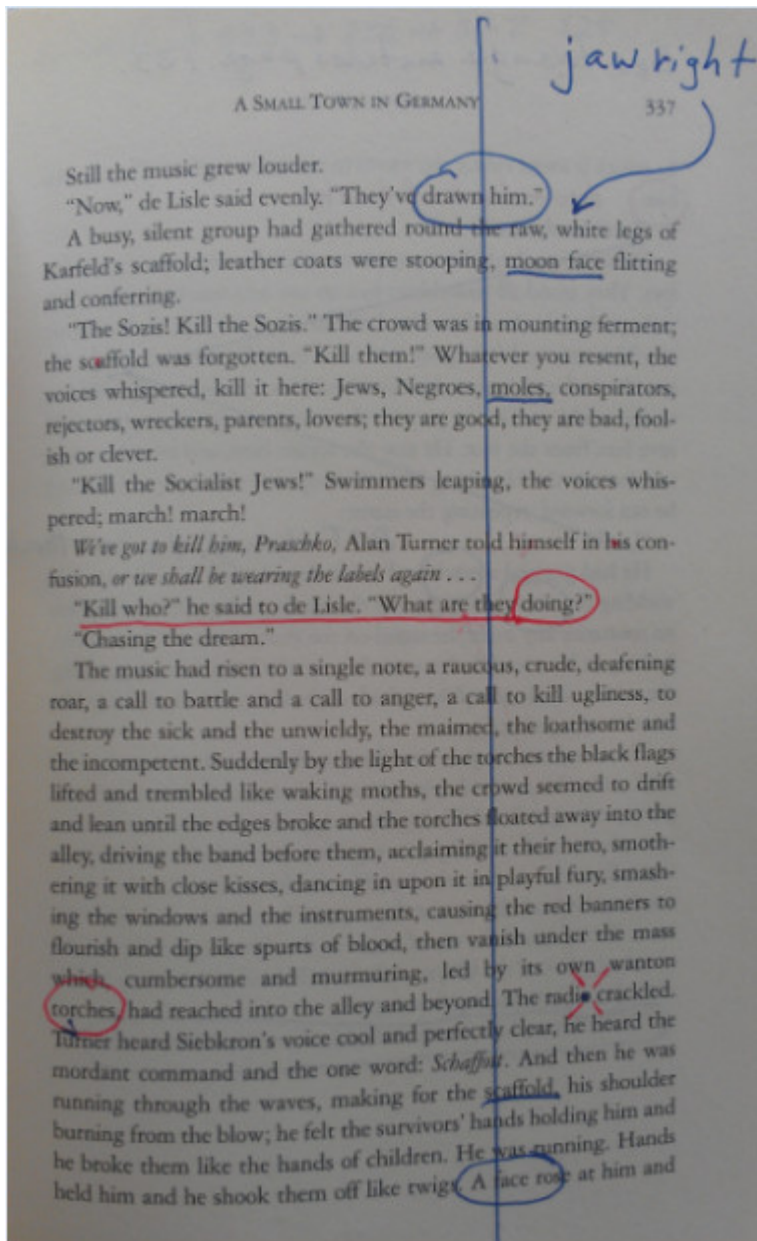 jaw right
A SMALL TOWN IN GERMANY 337
Still the music grew louder.
“Now,” de Lisle said evenly. “They’ve drawn him.”
A busy, silent group had gathered round the raw, white legs of
Karfeld’s scaffold; leather coats were stooping, moon face flitting
and conferring.
“The Sozis! Kill the Sozis.” The crowd was in mounting ferment;
the scaffold was forgotten. “Kill them!” Whatever you resent, the
voices whispered, kill it here: Jews, Negroes, moles, conspirators,
rejectors, wreckers, parents, lovers; they are good, they are bad, fool-
ish or clever.
“Kill the Socialist Jews!” Swimmers leaping, the voices whis-
pered; march! march!
We’ve got to kill him, Praschko, Alan Turner told himself in his con-
fusion, or we shall be wearing the labels again . . .
“Kill who?” he said to de Lisle. “What are they doing?”
“Chasing the dream.”
The music had risen to a single note, a raucous, crude, deafening
roar, a call to battle and a call to anger, a call to kill ugliness, to
destroy the sick and the unwieldy, the maimed, the loathsome and
the incompetent. Suddenly by the light of the torches the black flags
lifted and trembled like waking moths, the crowd seemed to drift
and lean until the edges broke and the torches floated away into the
alley, driving the band before them, acclaiming it their hero, smoth-
ering it with close kisses, dancing in upon it in playful fury, smash-
ing the windows and the instruments, causing the red banners to
flourish and dip like spurts of blood, then vanish under the mass
which, cumbersome and murmuring, led by its own wanton
torches, had reached into the alley and beyond. The radio crackled.
Turner heard Siebkron’s voice cool and perfectly clear, he heard the
mordant command and the one word: Schaffott. And then he was
running through the waves, making for the scaffold, his shoulder
burning from the blow; he felt the survivors’ hands holding him and
he broke them like the hands of children. He was running. Hands
held him and he shook them off like twigs. A face rose at him and